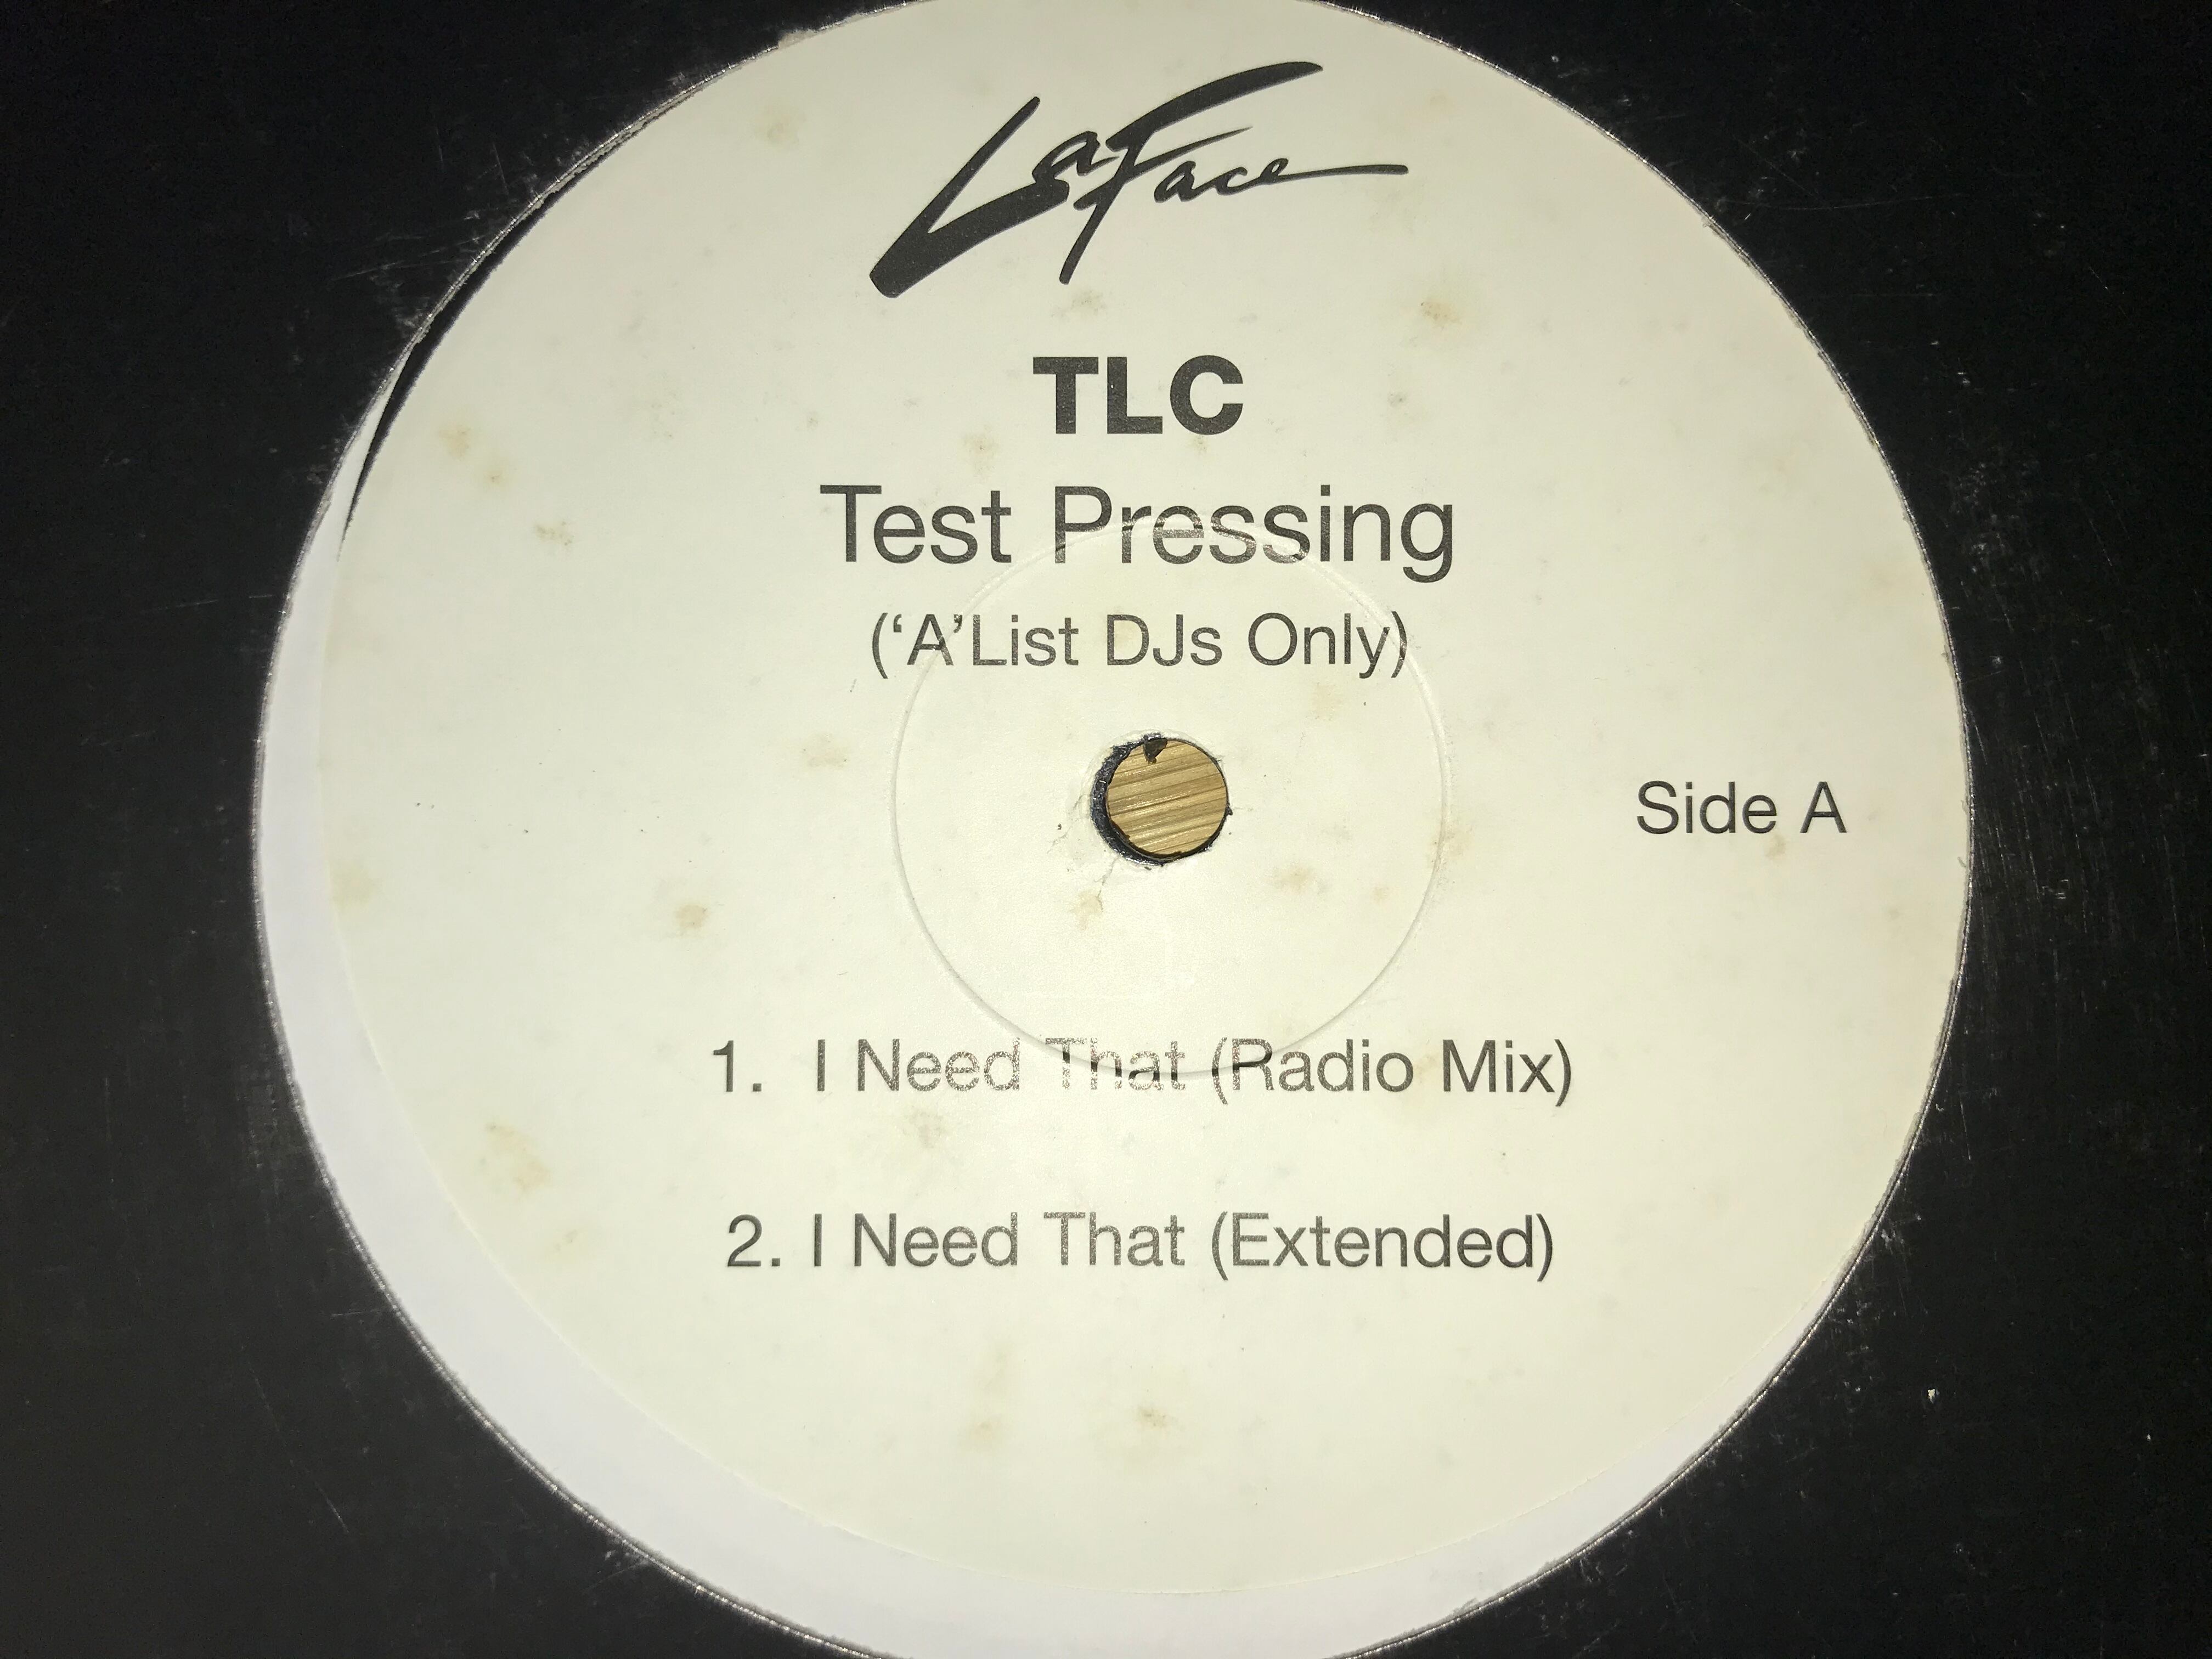 LaFace
TLC
Test Pressing
(‘A’List DJs Only)
Side A
1. I Need That (Radio Mix)
2. I Need That (Extended)